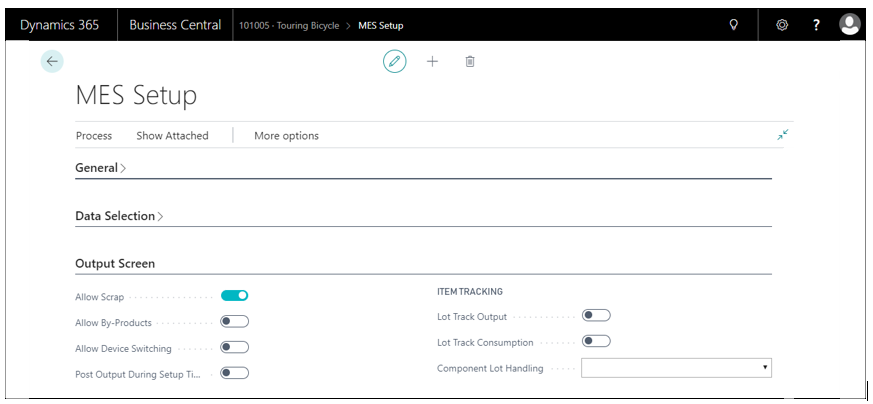 Dynamics 365 Business Central 101005 - Touring Bicycle > MES Setup ?
MES Setup
Process Show Attached More options
General >
Data Selection >
Output Screen
Allow Scrap
Allow By-Products
Allow Device Switching
Post Output During Setup Ti...
ITEM TRACKING
Lot Track Output
Lot Track Consumption
Component Lot Handling